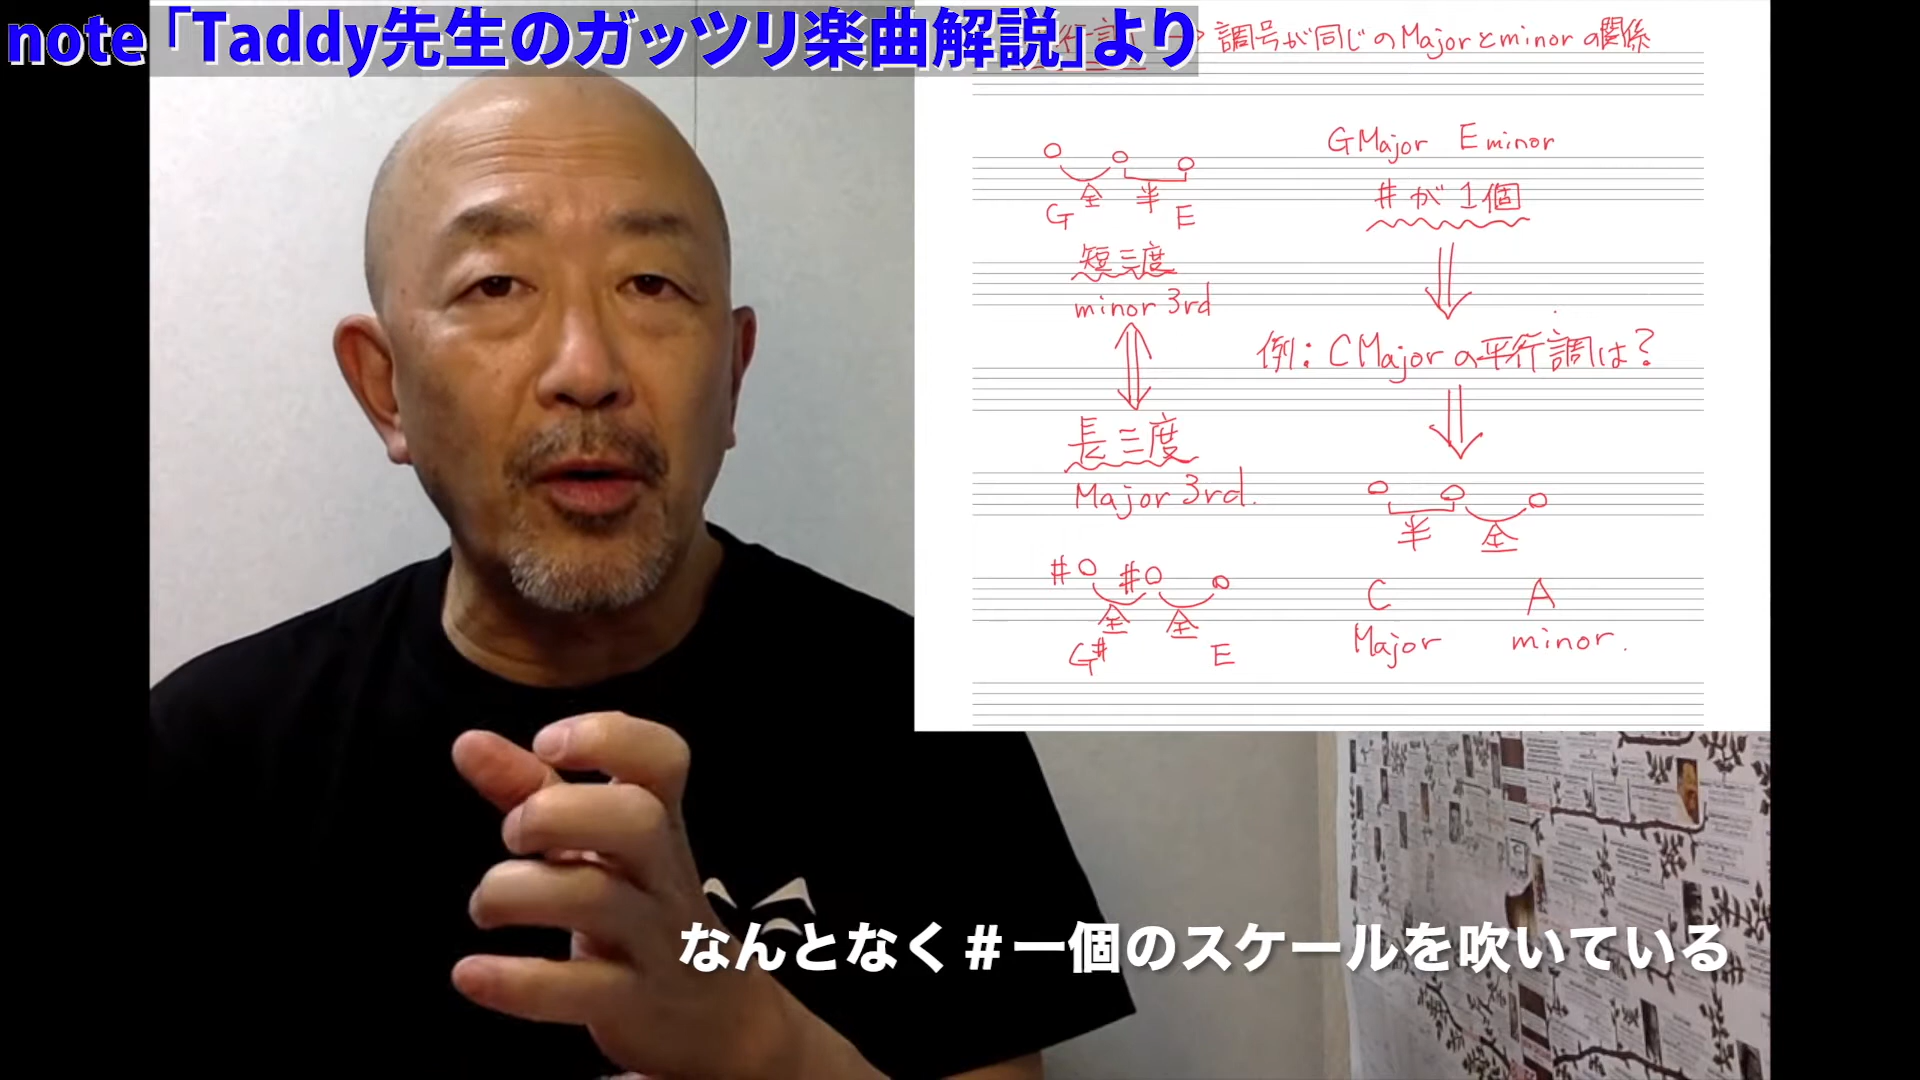 note「Taddy先生のガッツリ楽曲解説」より
平行調 → 調号が同じのMajorとminorの関係
GMajor Eminor
#が1個
全 半
G E
短三度
minor 3rd
例：CMajorの平行調は？
長三度
Major 3rd.
半 全
# #
全 全
G# E
C A
Major minor.
なんとなく＃一個のスケールを吹いている